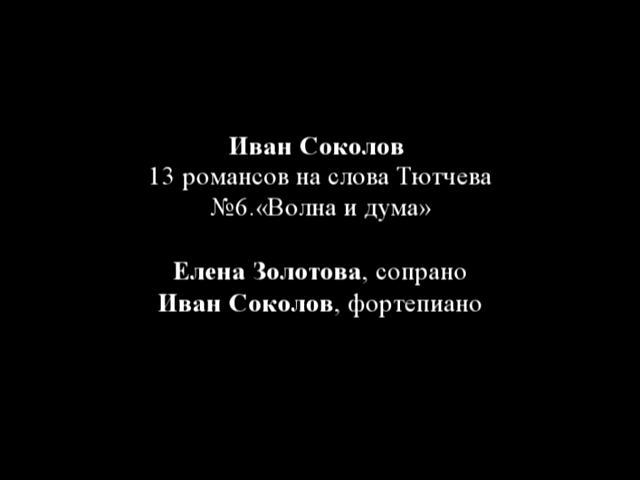 Иван Соколов
13 романсов на слова Тютчева
№6.«Волна и дума»
Елена Золотова, сопрано
Иван Соколов, фортепиано